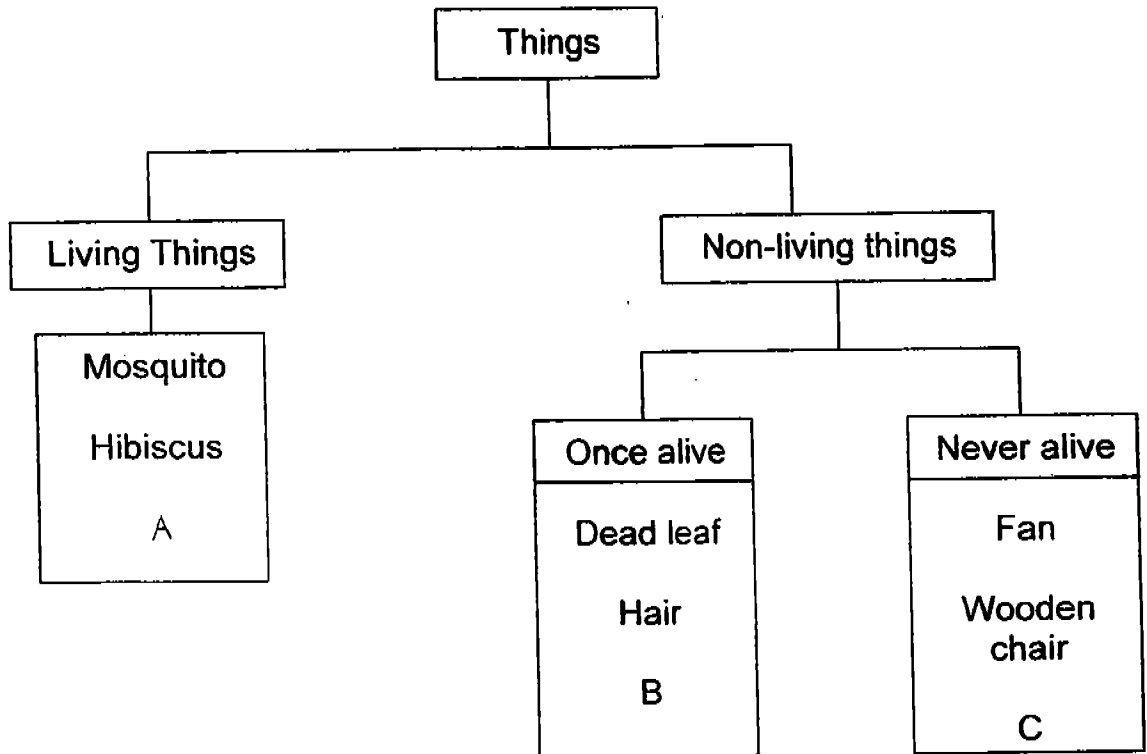 Things
Living Things
Non-living things
Mosquito
Hibiscus
A
Once alive
Dead leaf
Hair
B
Never alive
Fan
Wooden
chair
C